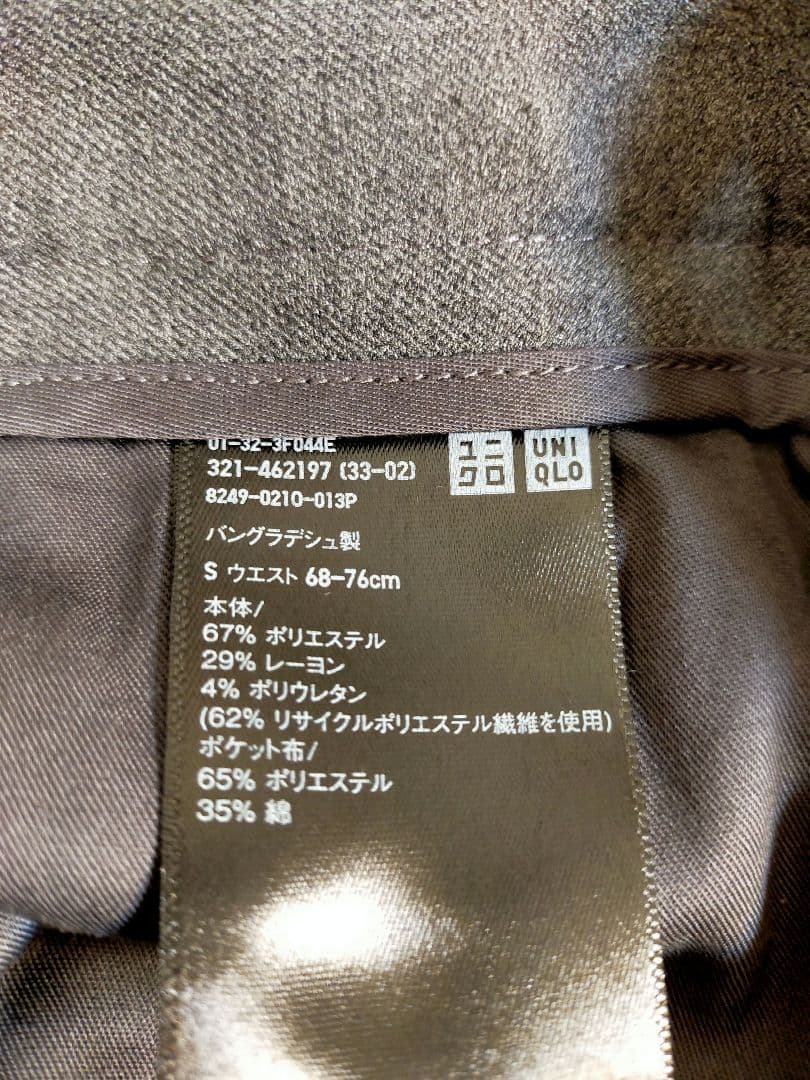 01-32-3F044E
321-462197 (33-02)
8249-0210-013P
ユニクロ
UNIQLO
バングラデシュ製
S ウエスト 68-76cm
本体/
67% ポリエステル
29% レーヨン
4% ポリウレタン
(62% リサイクルポリエステル繊維を使用)
ポケット布/
65% ポリエステル
35% 綿